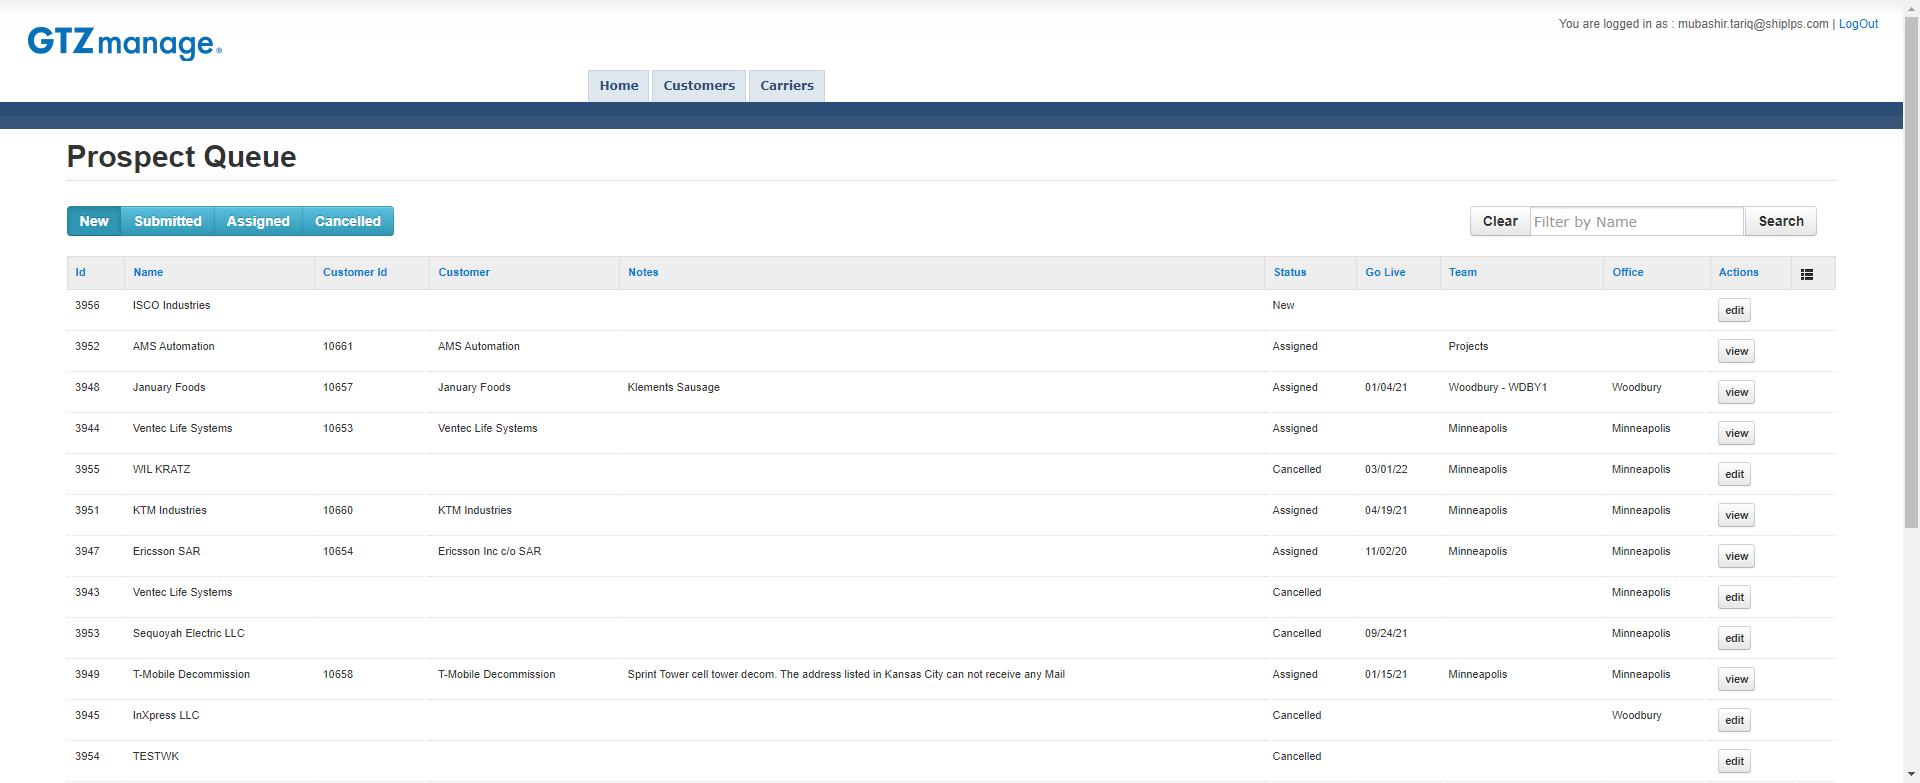 You are logged in as : mubashir.tariq@shiplps.com | LogOut
GTZmanage®
Home Customers Carriers
Prospect Queue
New Submitted Assigned Cancelled Clear Filter by Name Search
Id Name Customer Id Customer Notes Status Go Live Team Office Actions
3956 ISCO Industries New edit
3952 AMS Automation 10661 AMS Automation Assigned Projects view
3948 January Foods 10657 January Foods Klements Sausage Assigned 01/04/21 Woodbury - WDBY1 Woodbury view
3944 Ventec Life Systems 10653 Ventec Life Systems Assigned Minneapolis Minneapolis view
3955 WIL KRATZ Cancelled 03/01/22 Minneapolis Minneapolis edit
3951 KTM Industries 10660 KTM Industries Assigned 04/19/21 Minneapolis Minneapolis view
3947 Ericsson SAR 10654 Ericsson Inc c/o SAR Assigned 11/02/20 Minneapolis Minneapolis view
3943 Ventec Life Systems Cancelled Minneapolis edit
3953 Sequoyah Electric LLC Cancelled 09/24/21 Minneapolis edit
3949 T-Mobile Decommission 10658 T-Mobile Decommission Sprint Tower cell tower decom. The address listed in Kansas City can not receive any Mail Assigned 01/15/21 Minneapolis Minneapolis view
3945 InXpress LLC Cancelled Woodbury edit
3954 TESTWK Cancelled edit